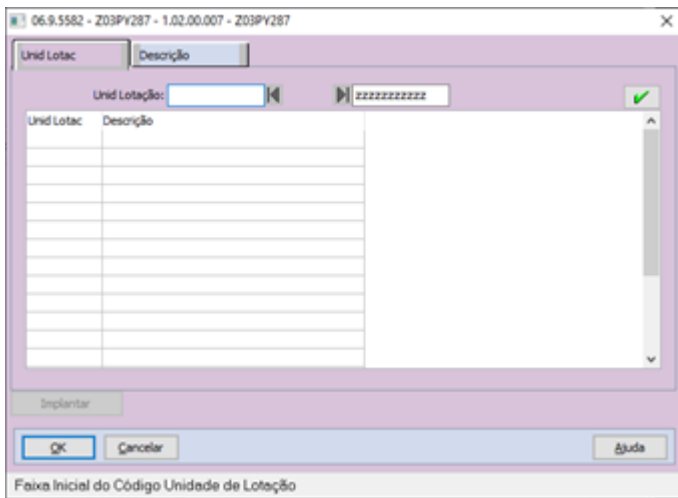 06.9.5582 - Z03PY287 - 1.02.00.007 - Z03PY287
Unid Lotac
Descrição
Unid Lotação:
zzzzzzzzzzz
Unid Lotac Descrição
Implantar
OK
Cancelar
Ajuda
Faixa Inicial do Código Unidade de Lotação